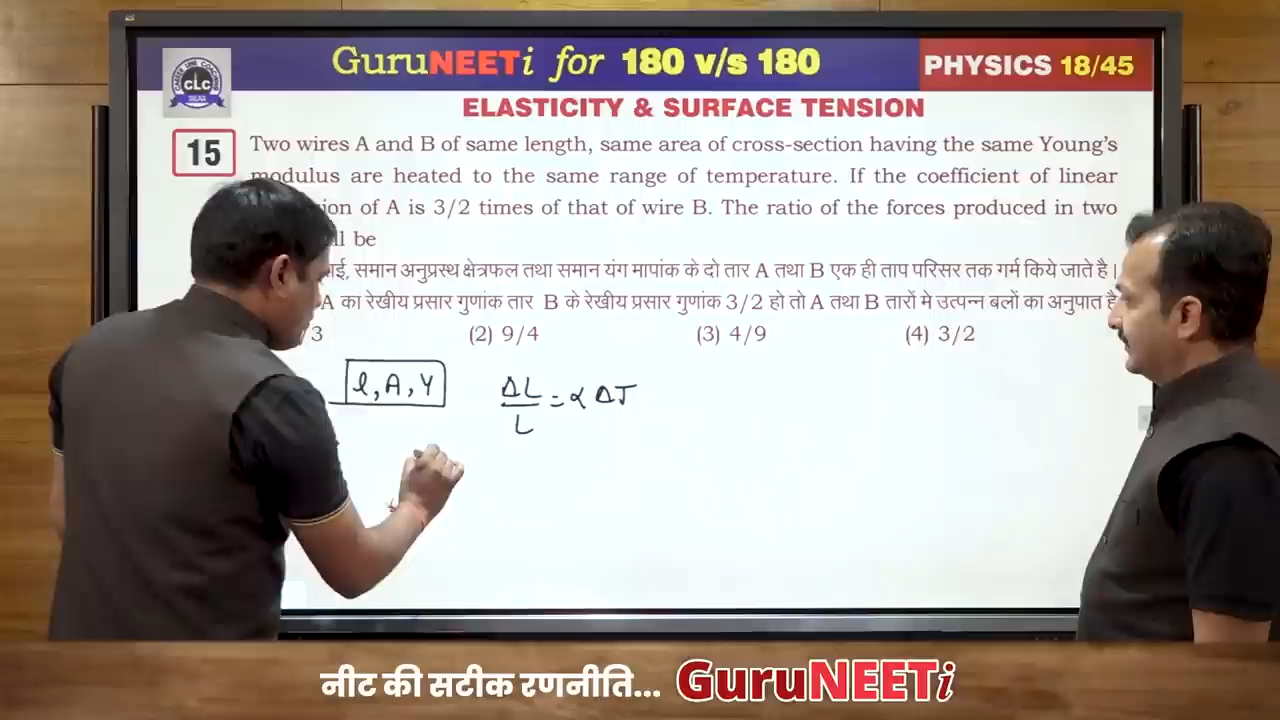 GuruNEETi for 180 v/s 180
PHYSICS 18/45
CLC
ELASTICITY & SURFACE TENSION
15
Two wires A and B of same length, same area of cross-section having the same Young's
modulus are heated to the same range of temperature. If the coefficient of linear
of A is 3/2 times of that of wire B. The ratio of the forces produced in two
be
समान अनुप्रस्थ क्षेत्रफल तथा समान यंग मापांक के दो तार A तथा B एक ही ताप परिसर तक गर्म किये जाते है।
A का रेखीय प्रसार गुणांक तार B के रेखीय प्रसार गुणांक 3/2 हो तो A तथा B तारों मे उत्पन्न बलों का अनुपात है
/3 (2) 9/4 (3) 4/9 (4) 3/2
l, A, Y
ΔL/L = α ΔT
नीट की सटीक रणनीति... GuruNEETi